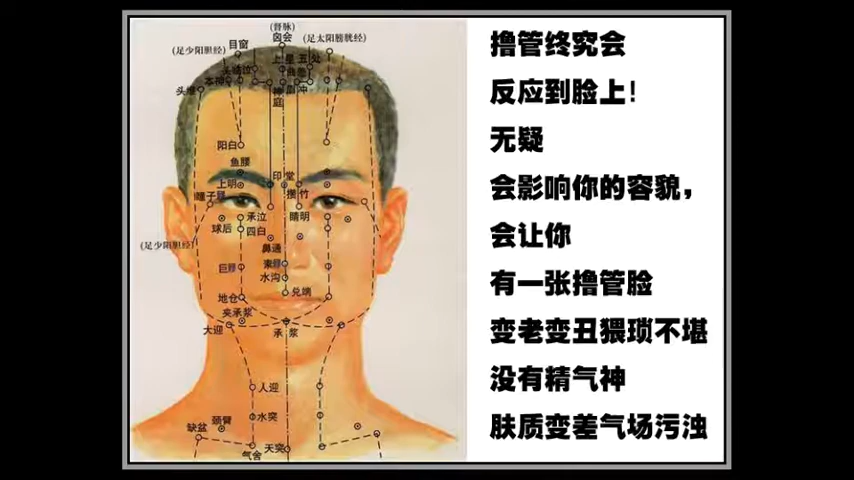 (督脉)
囟会
(足太阳膀胱经)
(足少阳胆经)
目窗
上星
五处
头临泣
曲差
本神
头维
神庭
眉冲
阳白
鱼腰
印堂
上明
攒竹
瞳子髎
承泣
睛明
球后
四白
(足少阳胆经)
鼻通
素髎
巨髎
水沟
地仓
兑端
夹承浆
大迎
承浆
人迎
水突
颈臂
缺盆
天突
气舍
撸管终究会
反应到脸上!
无疑
会影响你的容貌,
会让你
有一张撸管脸
变老变丑猥琐不堪
没有精气神
肤质变差气场污浊